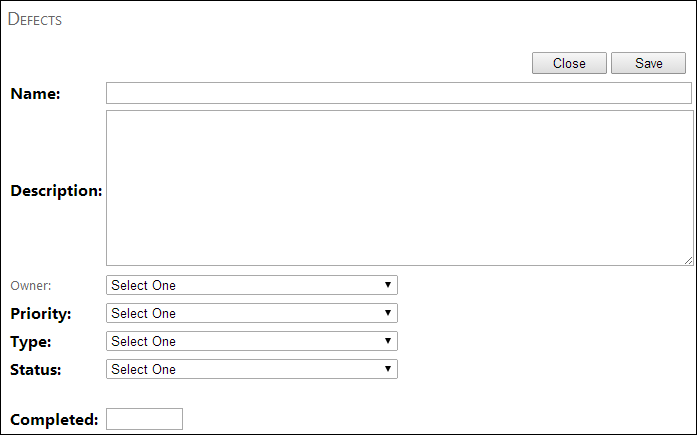 Defects
Close Save
Name:
Description:
Owner: Select One
Priority: Select One
Type: Select One
Status: Select One
Completed: